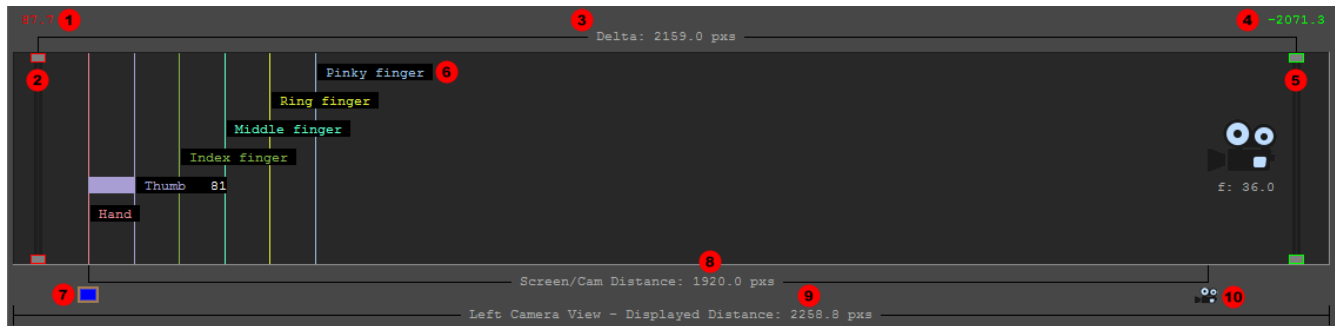 87.7 1 3 4 -2071.3
Delta: 2159.0 pxs
2 Pinky finger 6 5
Ring finger
Middle finger
Index finger
Thumb 81
f: 36.0
Hand
8
Screen/Cam Distance: 1920.0 pxs
7 9 10
Left Camera View - Displayed Distance: 2258.8 pxs